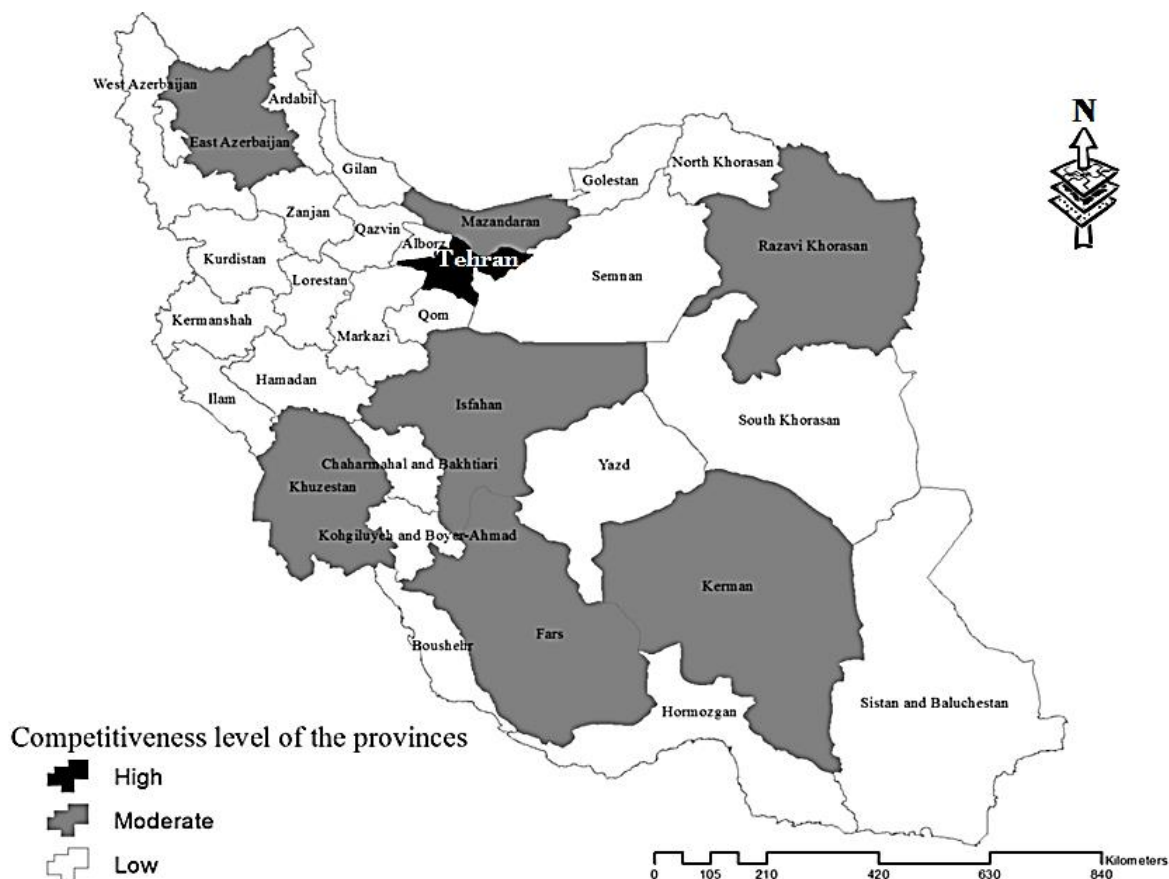 West Azerbaijan
Ardabil
East Azerbaijan
N
Gilan
Golestan
North Khorasan
Zanjan
Mazandaran
Qazvin
Alborz
Tehran
Razavi Khorasan
Kurdistan
Lorestan
Semnan
Kermanshah
Markazi
Qom
Hamadan
Ilam
Isfahan
South Khorasan
Chaharmahal and Bakhtiari
Yazd
Khuzestan
Kohgiluyeh and Boyer-Ahmad
Kerman
Fars
Boushehr
Hormozgan
Sistan and Baluchestan
Competitiveness level of the provinces
High
Moderate
Low
Kilometers
0 105 210 420 630 840